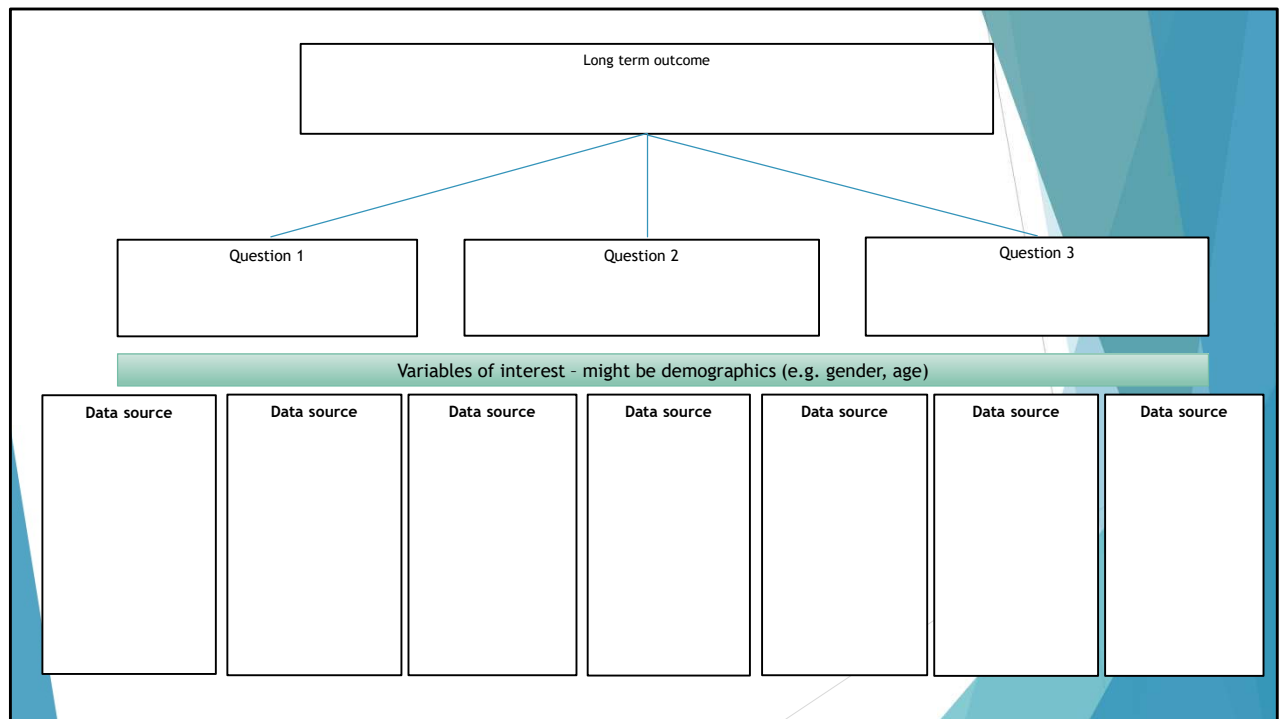 Long term outcome
Question 1
Question 2
Question 3
Variables of interest – might be demographics (e.g. gender, age)
Data source
Data source
Data source
Data source
Data source
Data source
Data source